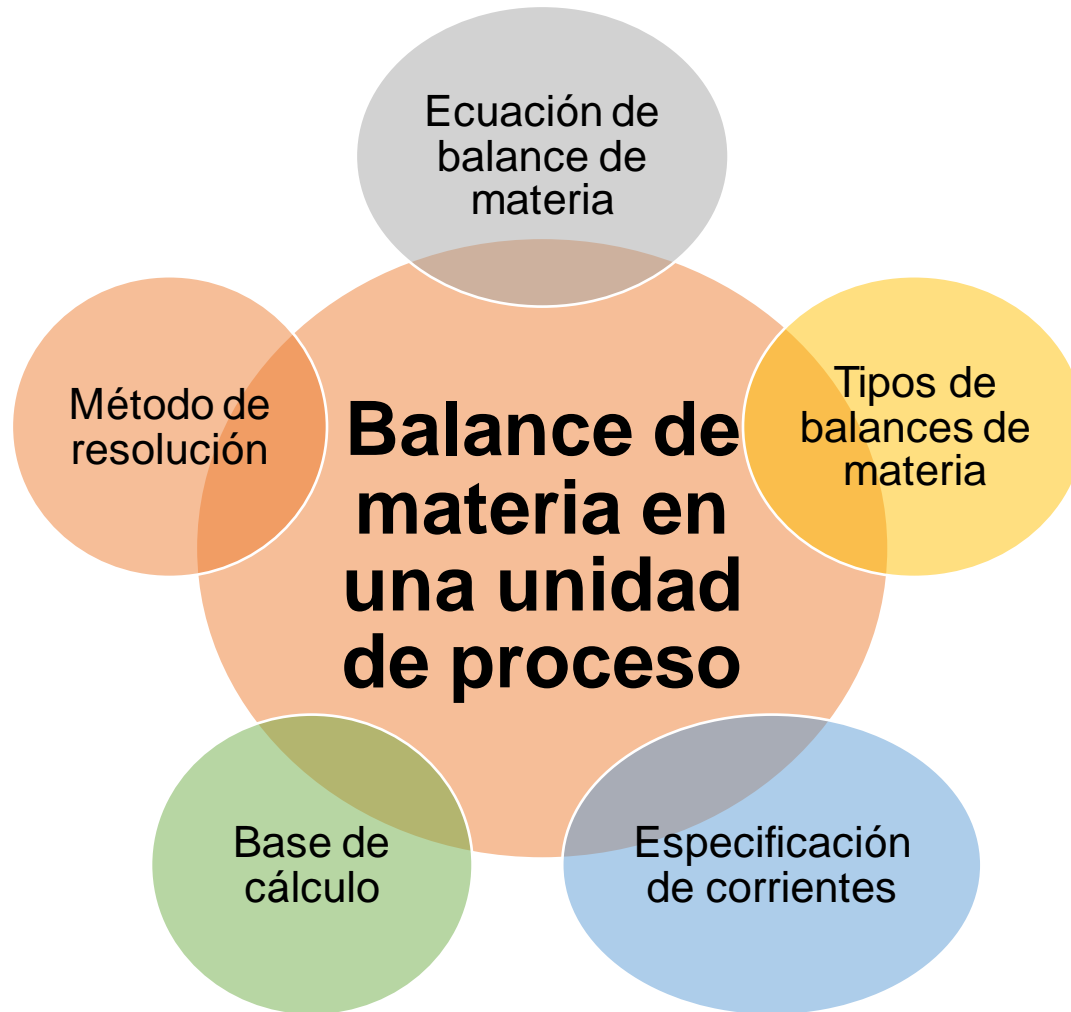 Ecuación de
balance de
materia
Tipos de
balances de
materia
Especificación
de corrientes
Base de
cálculo
Método de
resolución
Balance de
materia en
una unidad
de proceso